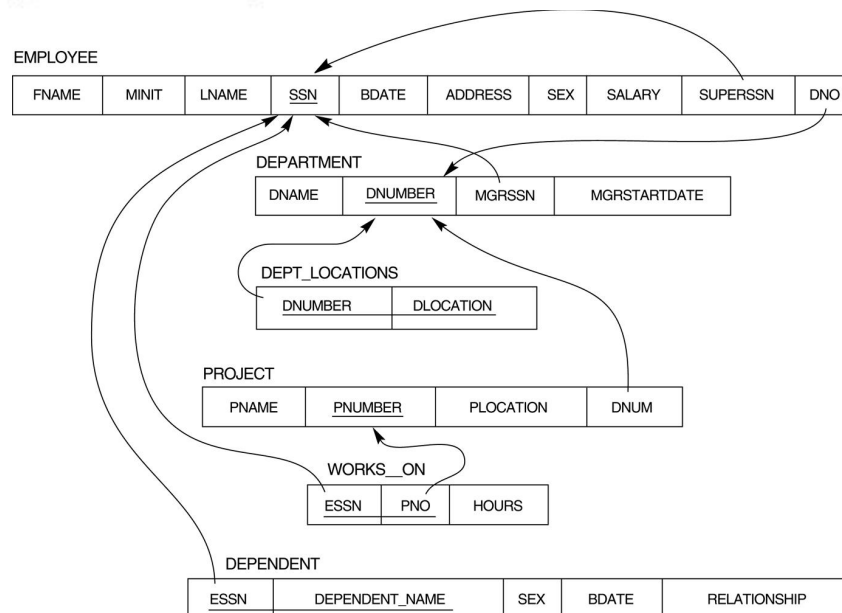 EMPLOYEE
FNAME MINIT LNAME SSN BDATE ADDRESS SEX SALARY SUPERSSN DNO
DEPARTMENT
DNAME DNUMBER MGRSSN MGRSTARTDATE
DEPT_LOCATIONS
DNUMBER DLOCATION
PROJECT
PNAME PNUMBER PLOCATION DNUM
WORKS__ON
ESSN PNO HOURS
DEPENDENT
ESSN DEPENDENT_NAME SEX BDATE RELATIONSHIP